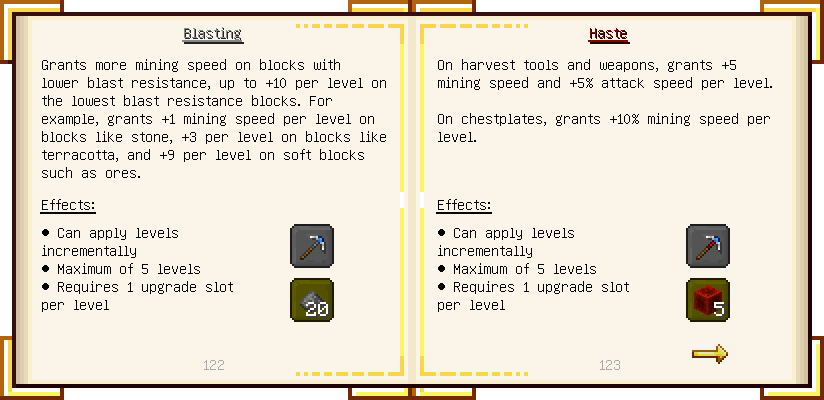 Blasting
Grants more mining speed on blocks with
lower blast resistance, up to +10 per level on
the lowest blast resistance blocks. For
example, grants +1 mining speed per level on
blocks like stone, +3 per level on blocks like
terracotta, and +9 per level on soft blocks
such as ores.
Effects:
• Can apply levels
incrementally
• Maximum of 5 levels
• Requires 1 upgrade slot
per level
20
122
Haste
On harvest tools and weapons, grants +5
mining speed and +5% attack speed per level.
On chestplates, grants +10% mining speed per
level.
Effects:
• Can apply levels
incrementally
• Maximum of 5 levels
• Requires 1 upgrade slot
per level
5
123